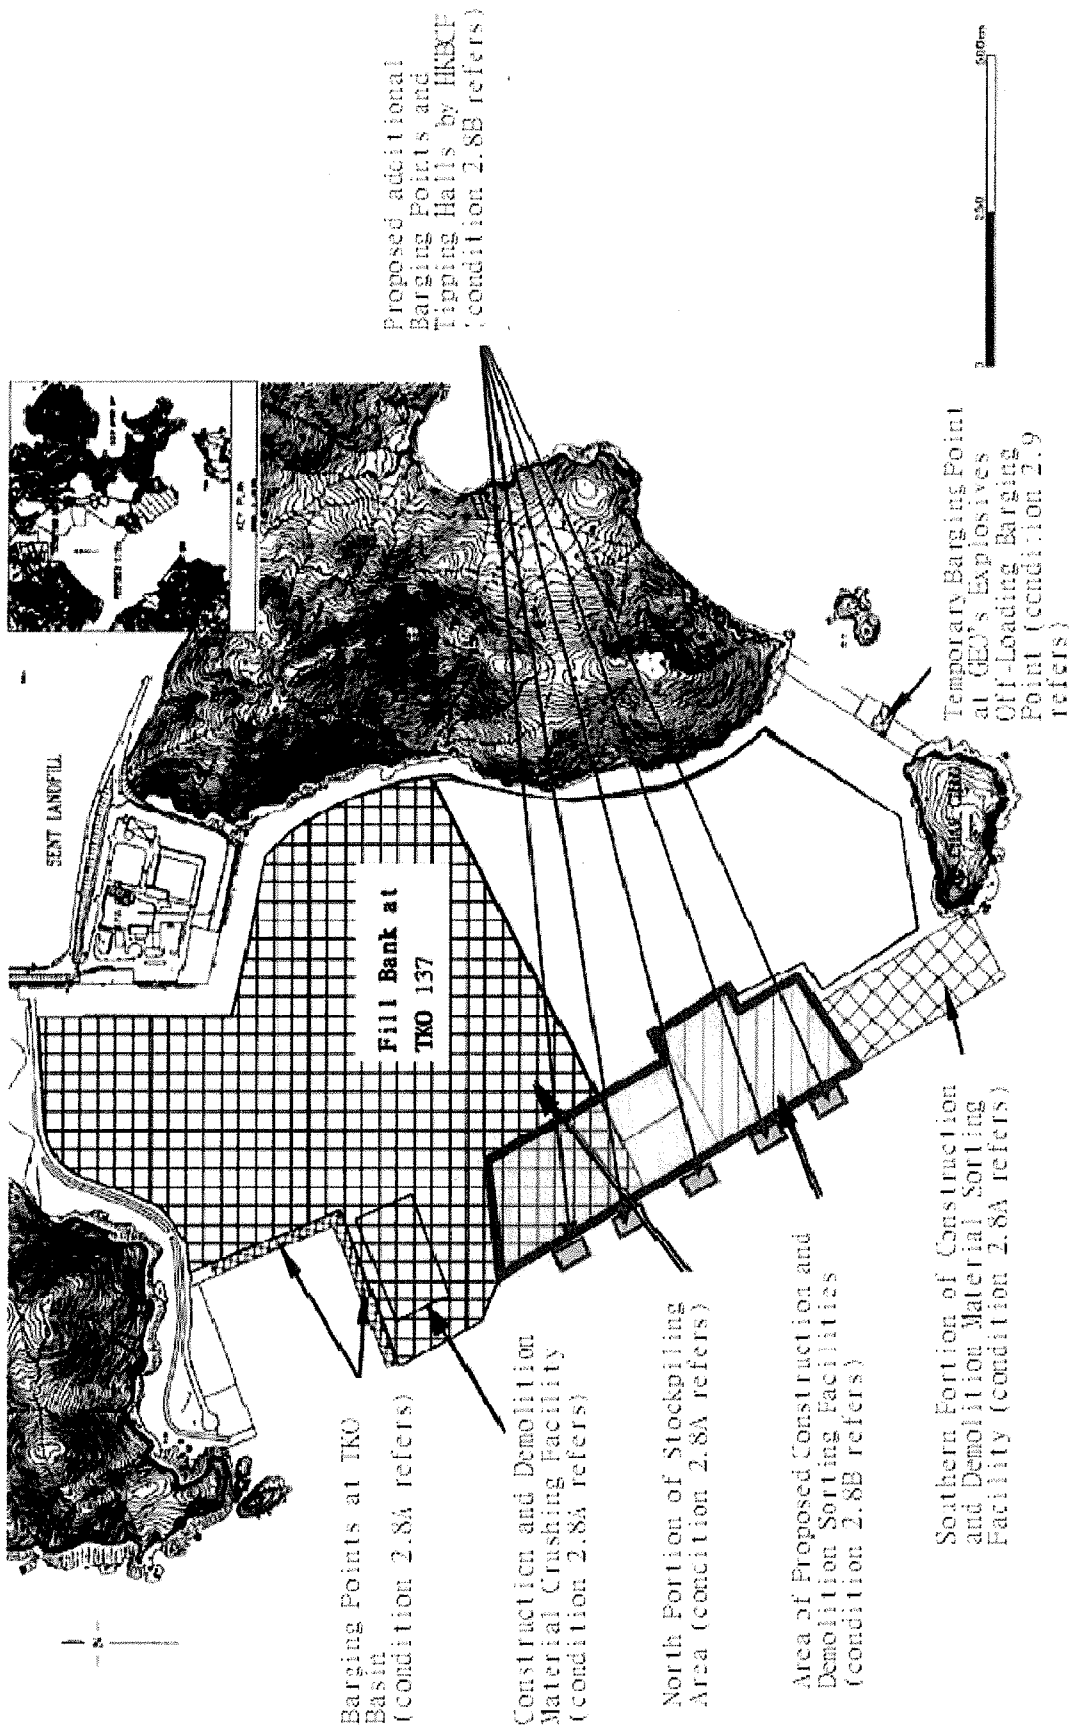 Proposed additional
Barging Points and
Tipping Halls by HKBCF
(condition 2.8B refers)
0
250
500m
KEY PLAN
SENT LANDFILL
Fill Bank at
TKO 137
Temporary Barging Point
at GEO's Explosives
Off-Loading Barging
Point (condition 2.9
refers)
Barging Points at TKO
Basin
(condition 2.8A refers)
Construction and Demolition
Material Crushing Facility
(condition 2.8A refers)
North Portion of Stockpiling
Area (condition 2.8A refers)
Area of Proposed Construction and
Demolition Sorting Facilities
(condition 2.8B refers)
Southern Portion of Construction
and Demolition Material Sorting
Facility (condition 2.8A refers)
N